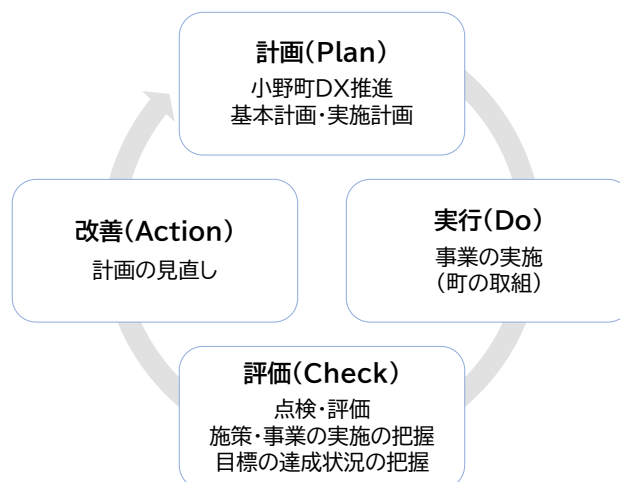 計画(Plan)
小野町DX推進
基本計画・実施計画
改善(Action)
計画の見直し
実行(Do)
事業の実施
(町の取組)
評価(Check)
点検・評価
施策・事業の実施の把握
目標の達成状況の把握